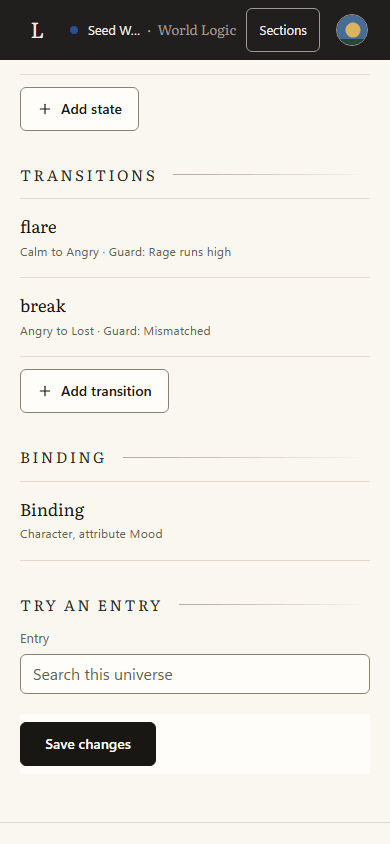 L
Seed W... · World Logic
Sections
+ Add state
TRANSITIONS
flare
Calm to Angry · Guard: Rage runs high
break
Angry to Lost · Guard: Mismatched
+ Add transition
BINDING
Binding
Character, attribute Mood
TRY AN ENTRY
Entry
Search this universe
Save changes